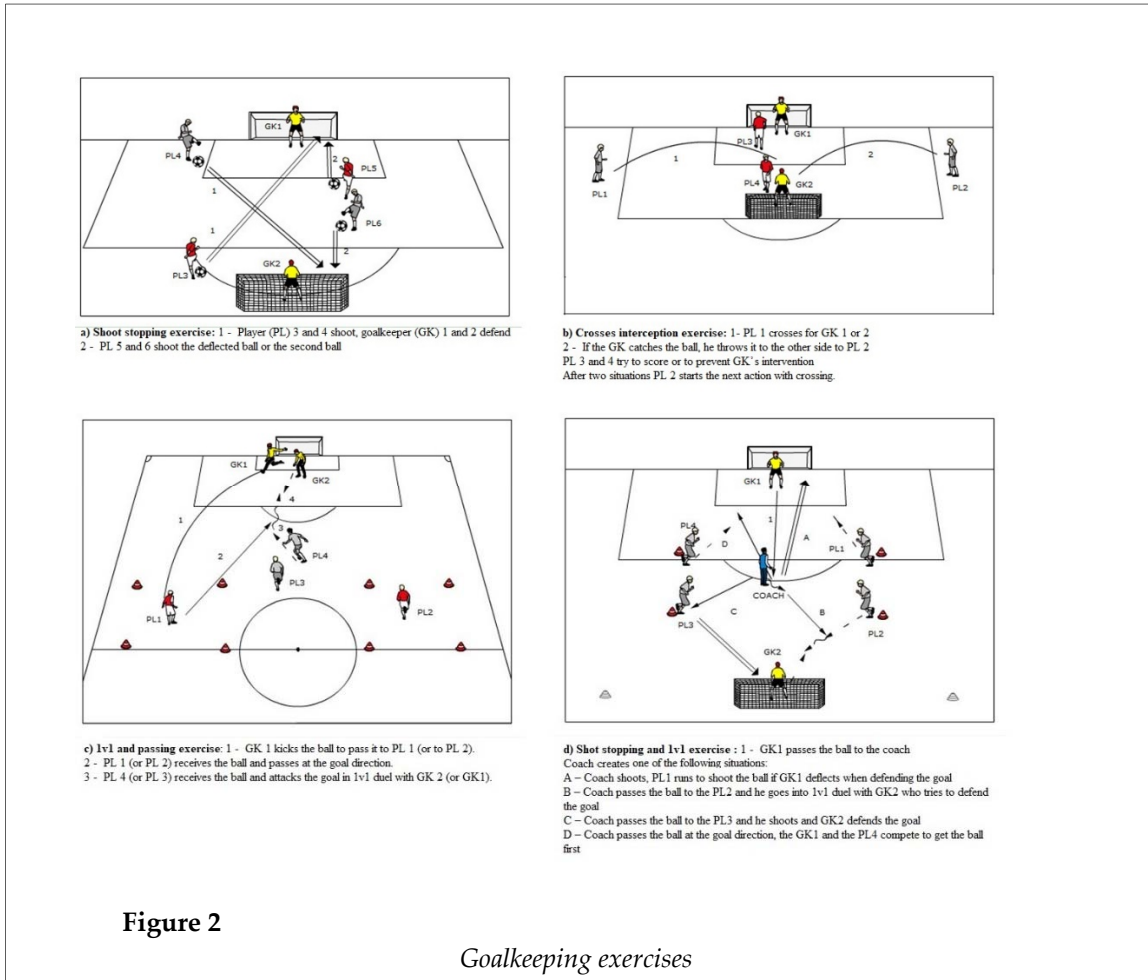 GK1
PL4
2
PL5
1
PL6
1
2
GK2
PL3
a) Shoot stopping exercise: 1 - Player (PL) 3 and 4 shoot, goalkeeper (GK) 1 and 2 defend
2 - PL 5 and 6 shoot the deflected ball or the second ball
GK1
PL3
1
2
PL4
GK2
PL1
PL2
b) Crosses interception exercise: 1- PL 1 crosses for GK 1 or 2
2 - If the GK catches the ball, he throws it to the other side to PL 2
PL 3 and 4 try to score or to prevent GK's intervention
After two situations PL 2 starts the next action with crossing.
GK1
GK2
4
1
3
2
PL4
PL3
PL1
PL2
c) 1v1 and passing exercise: 1 - GK 1 kicks the ball to pass it to PL 1 (or to PL 2).
2 - PL 1 (or PL 2) receives the ball and passes at the goal direction.
3 - PL 4 (or PL 3) receives the ball and attacks the goal in 1v1 duel with GK 2 (or GK1).
GK1
PL4
1
D
A
PL1
COACH
C
B
PL3
PL2
GK2
d) Shot stopping and 1v1 exercise : 1 - GK1 passes the ball to the coach
Coach creates one of the following situations:
A – Coach shoots, PL1 runs to shoot the ball if GK1 deflects when defending the goal
B – Coach passes the ball to the PL2 and he goes into 1v1 duel with GK2 who tries to defend
the goal
C – Coach passes the ball to the PL3 and he shoots and GK2 defends the goal
D – Coach passes the ball at the goal direction, the GK1 and the PL4 compete to get the ball
first
Figure 2
Goalkeeping exercises